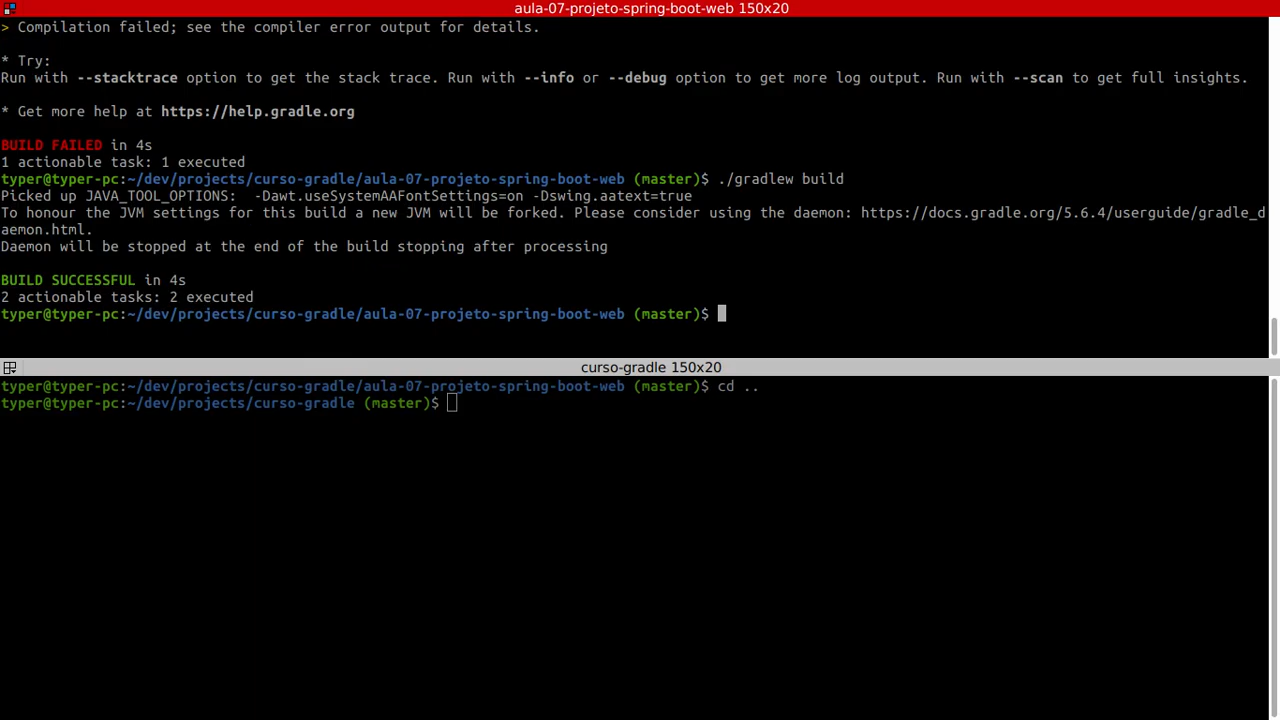 aula-07-projeto-spring-boot-web 150x20
> Compilation failed; see the compiler error output for details.
* Try:
Run with --stacktrace option to get the stack trace. Run with --info or --debug option to get more log output. Run with --scan to get full insights.
* Get more help at https://help.gradle.org
BUILD FAILED in 4s
1 actionable task: 1 executed
typer@typer-pc:~/dev/projects/curso-gradle/aula-07-projeto-spring-boot-web (master)$ ./gradlew build
Picked up JAVA_TOOL_OPTIONS:  -Dawt.useSystemAAFontSettings=on -Dswing.aatext=true
To honour the JVM settings for this build a new JVM will be forked. Please consider using the daemon: https://docs.gradle.org/5.6.4/userguide/gradle_d
aemon.html.
Daemon will be stopped at the end of the build stopping after processing
BUILD SUCCESSFUL in 4s
2 actionable tasks: 2 executed
typer@typer-pc:~/dev/projects/curso-gradle/aula-07-projeto-spring-boot-web (master)$
curso-gradle 150x20
typer@typer-pc:~/dev/projects/curso-gradle/aula-07-projeto-spring-boot-web (master)$ cd ..
typer@typer-pc:~/dev/projects/curso-gradle (master)$